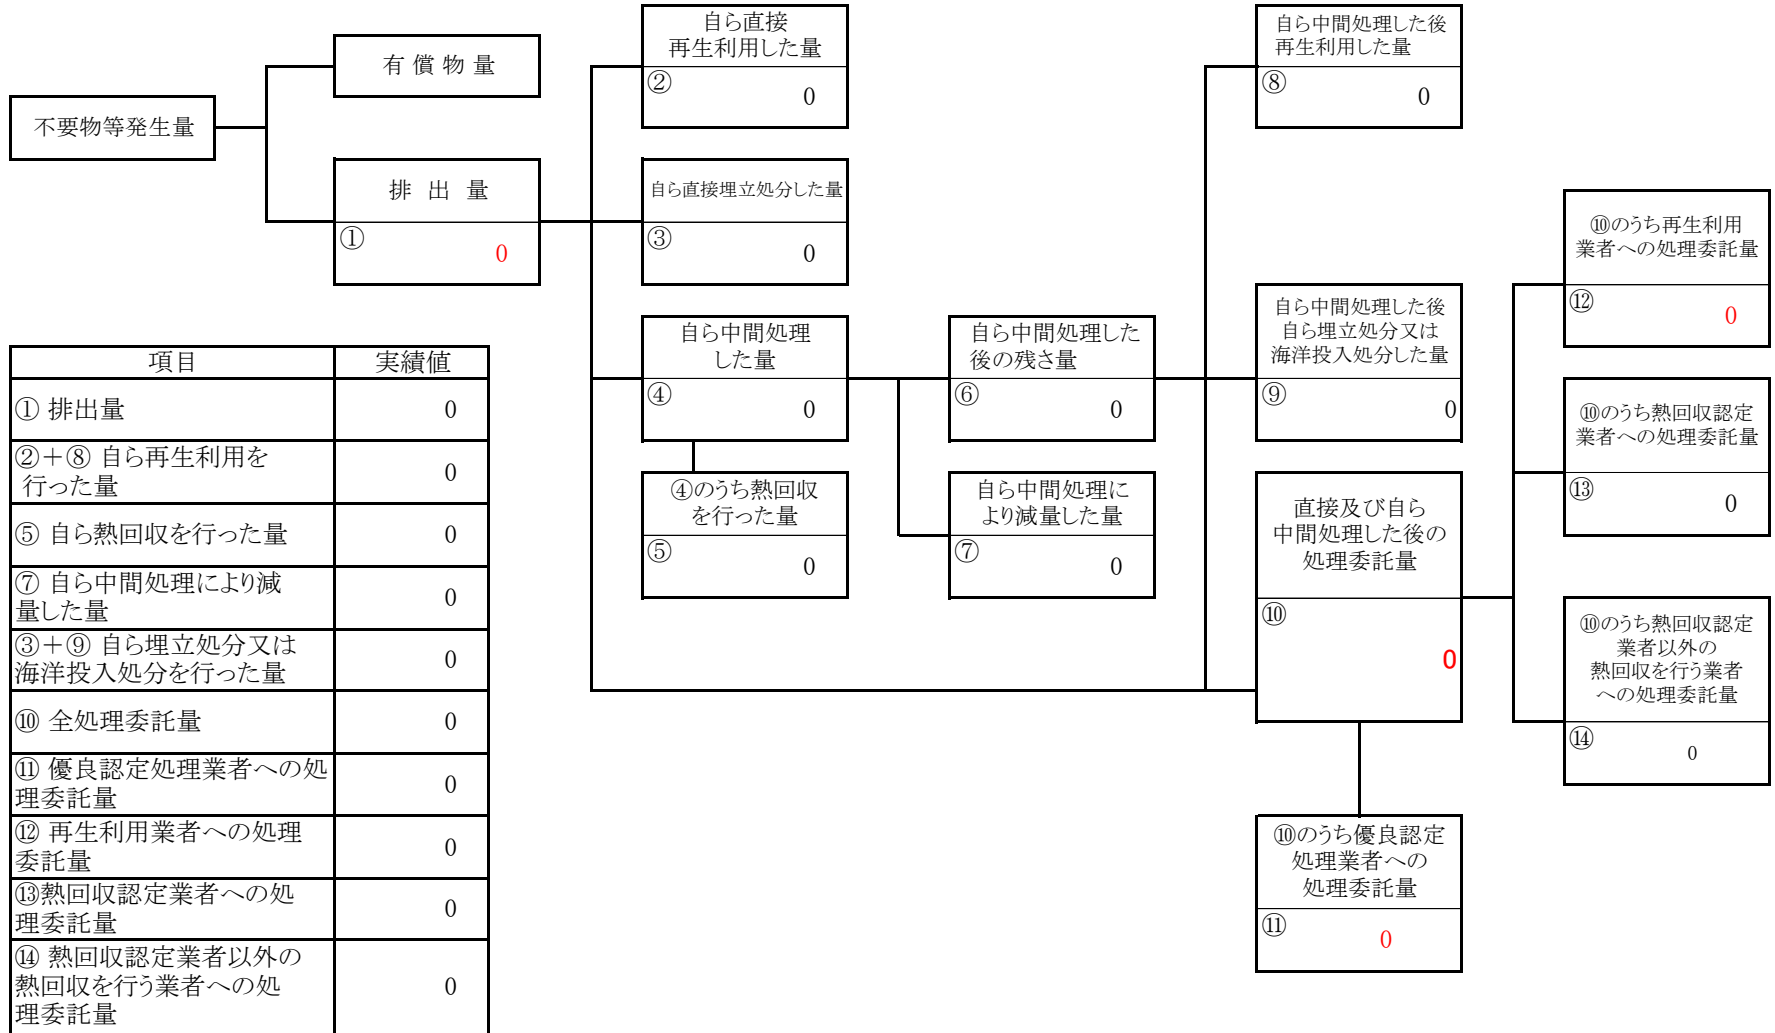 不要物等発生量
有 償 物 量
排 出 量
①
0
自ら直接
再生利用した量
②
0
自ら直接埋立処分した量
③
0
自ら中間処理
した量
④
0
④のうち熱回収
を行った量
⑤
0
自ら中間処理した
後の残さ量
⑥
0
自ら中間処理に
より減量した量
⑦
0
自ら中間処理した後
再生利用した量
⑧
0
自ら中間処理した後
自ら埋立処分又は
海洋投入処分した量
⑨
0
直接及び自ら
中間処理した後の
処理委託量
⑩
0
⑩のうち優良認定
処理業者への
処理委託量
⑪
0
⑩のうち再生利用
業者への処理委託量
⑫
0
⑩のうち熱回収認定
業者への処理委託量
⑬
0
⑩のうち熱回収認定
業者以外の
熱回収を行う業者
への処理委託量
⑭
0
項目 実績値
① 排出量 0
②+⑧ 自ら再生利用を
行った量 0
⑤ 自ら熱回収を行った量 0
⑦ 自ら中間処理により減
量した量 0
③+⑨ 自ら埋立処分又は
海洋投入処分を行った量 0
⑩ 全処理委託量 0
⑪ 優良認定処理業者への処
理委託量 0
⑫ 再生利用業者への処理
委託量 0
⑬熱回収認定業者への処
理委託量 0
⑭ 熱回収認定業者以外の
熱回収を行う業者への処
理委託量 0